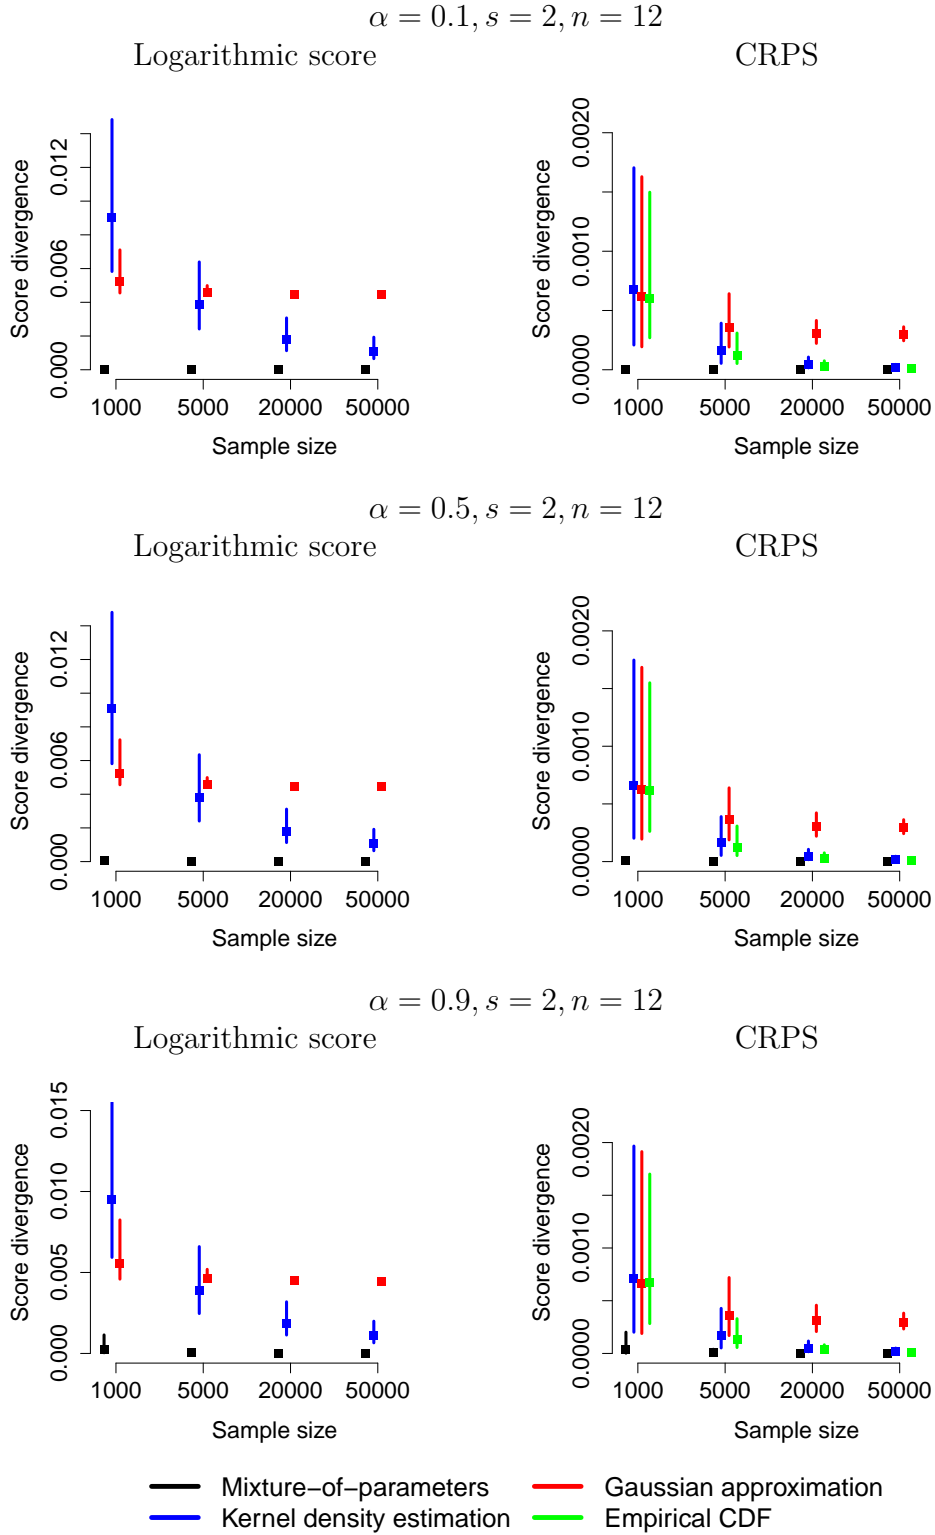 α = 0.1, s = 2, n = 12
Logarithmic score
CRPS
Score divergence
0.000 0.006 0.012
1000 5000 20000 50000
Sample size
Score divergence
0.0000 0.0010 0.0020
1000 5000 20000 50000
Sample size
α = 0.5, s = 2, n = 12
Logarithmic score
CRPS
Score divergence
0.000 0.006 0.012
1000 5000 20000 50000
Sample size
Score divergence
0.0000 0.0010 0.0020
1000 5000 20000 50000
Sample size
α = 0.9, s = 2, n = 12
Logarithmic score
CRPS
Score divergence
0.000 0.005 0.010 0.015
1000 5000 20000 50000
Sample size
Score divergence
0.0000 0.0010 0.0020
1000 5000 20000 50000
Sample size
Mixture−of−parameters
Kernel density estimation
Gaussian approximation
Empirical CDF